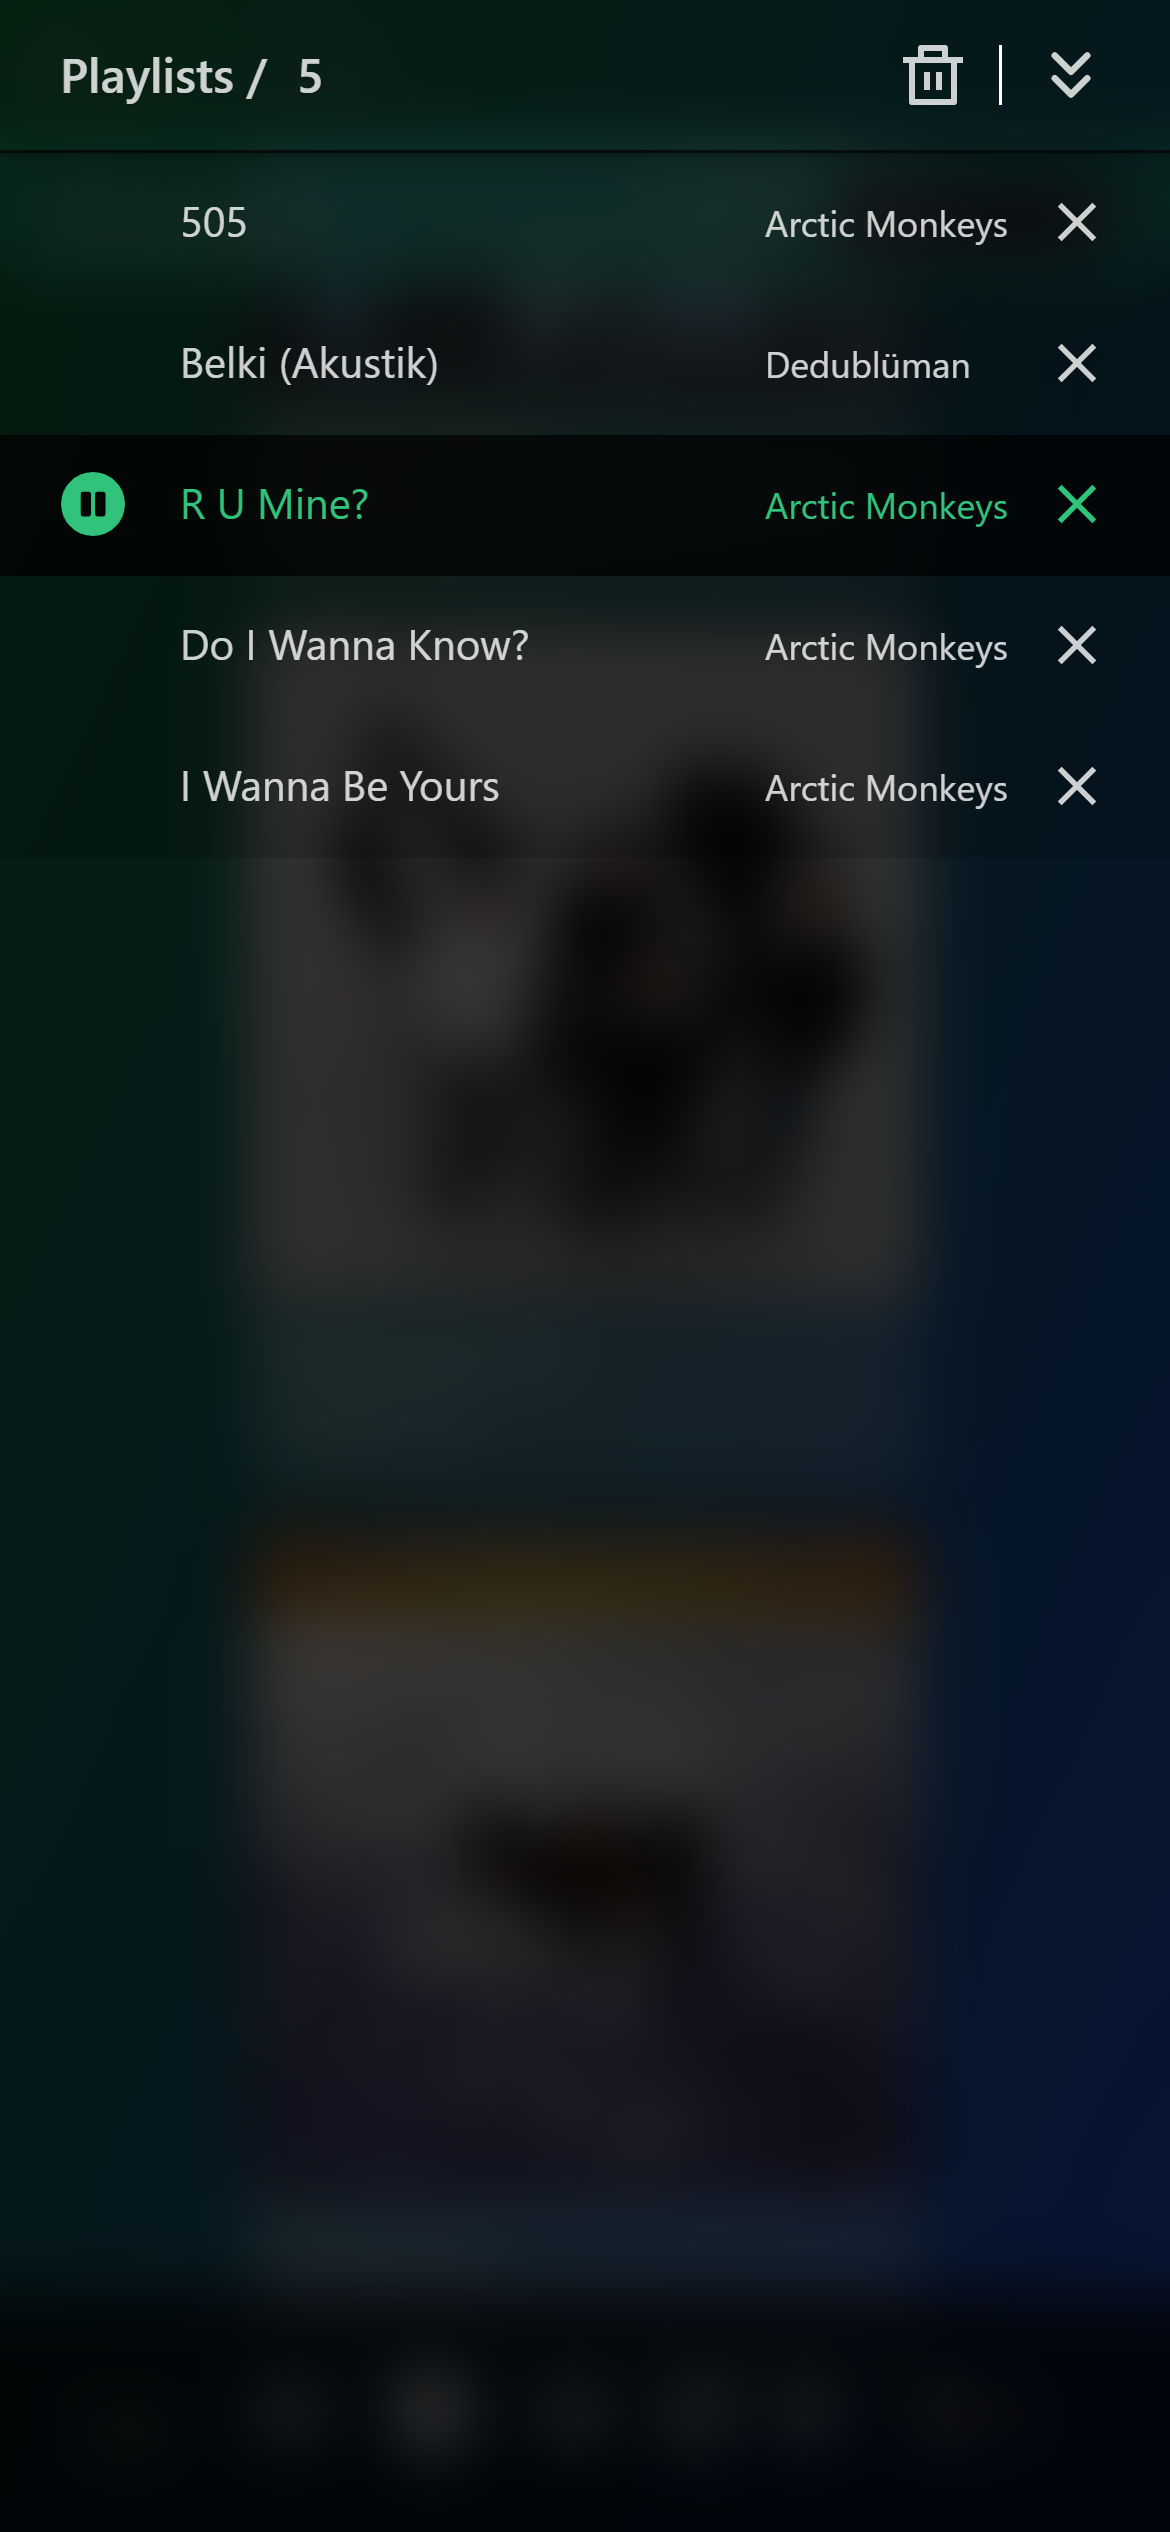 Playlists / 5
505 Arctic Monkeys
Belki (Akustik) Dedublüman
R U Mine? Arctic Monkeys
Do I Wanna Know? Arctic Monkeys
I Wanna Be Yours Arctic Monkeys